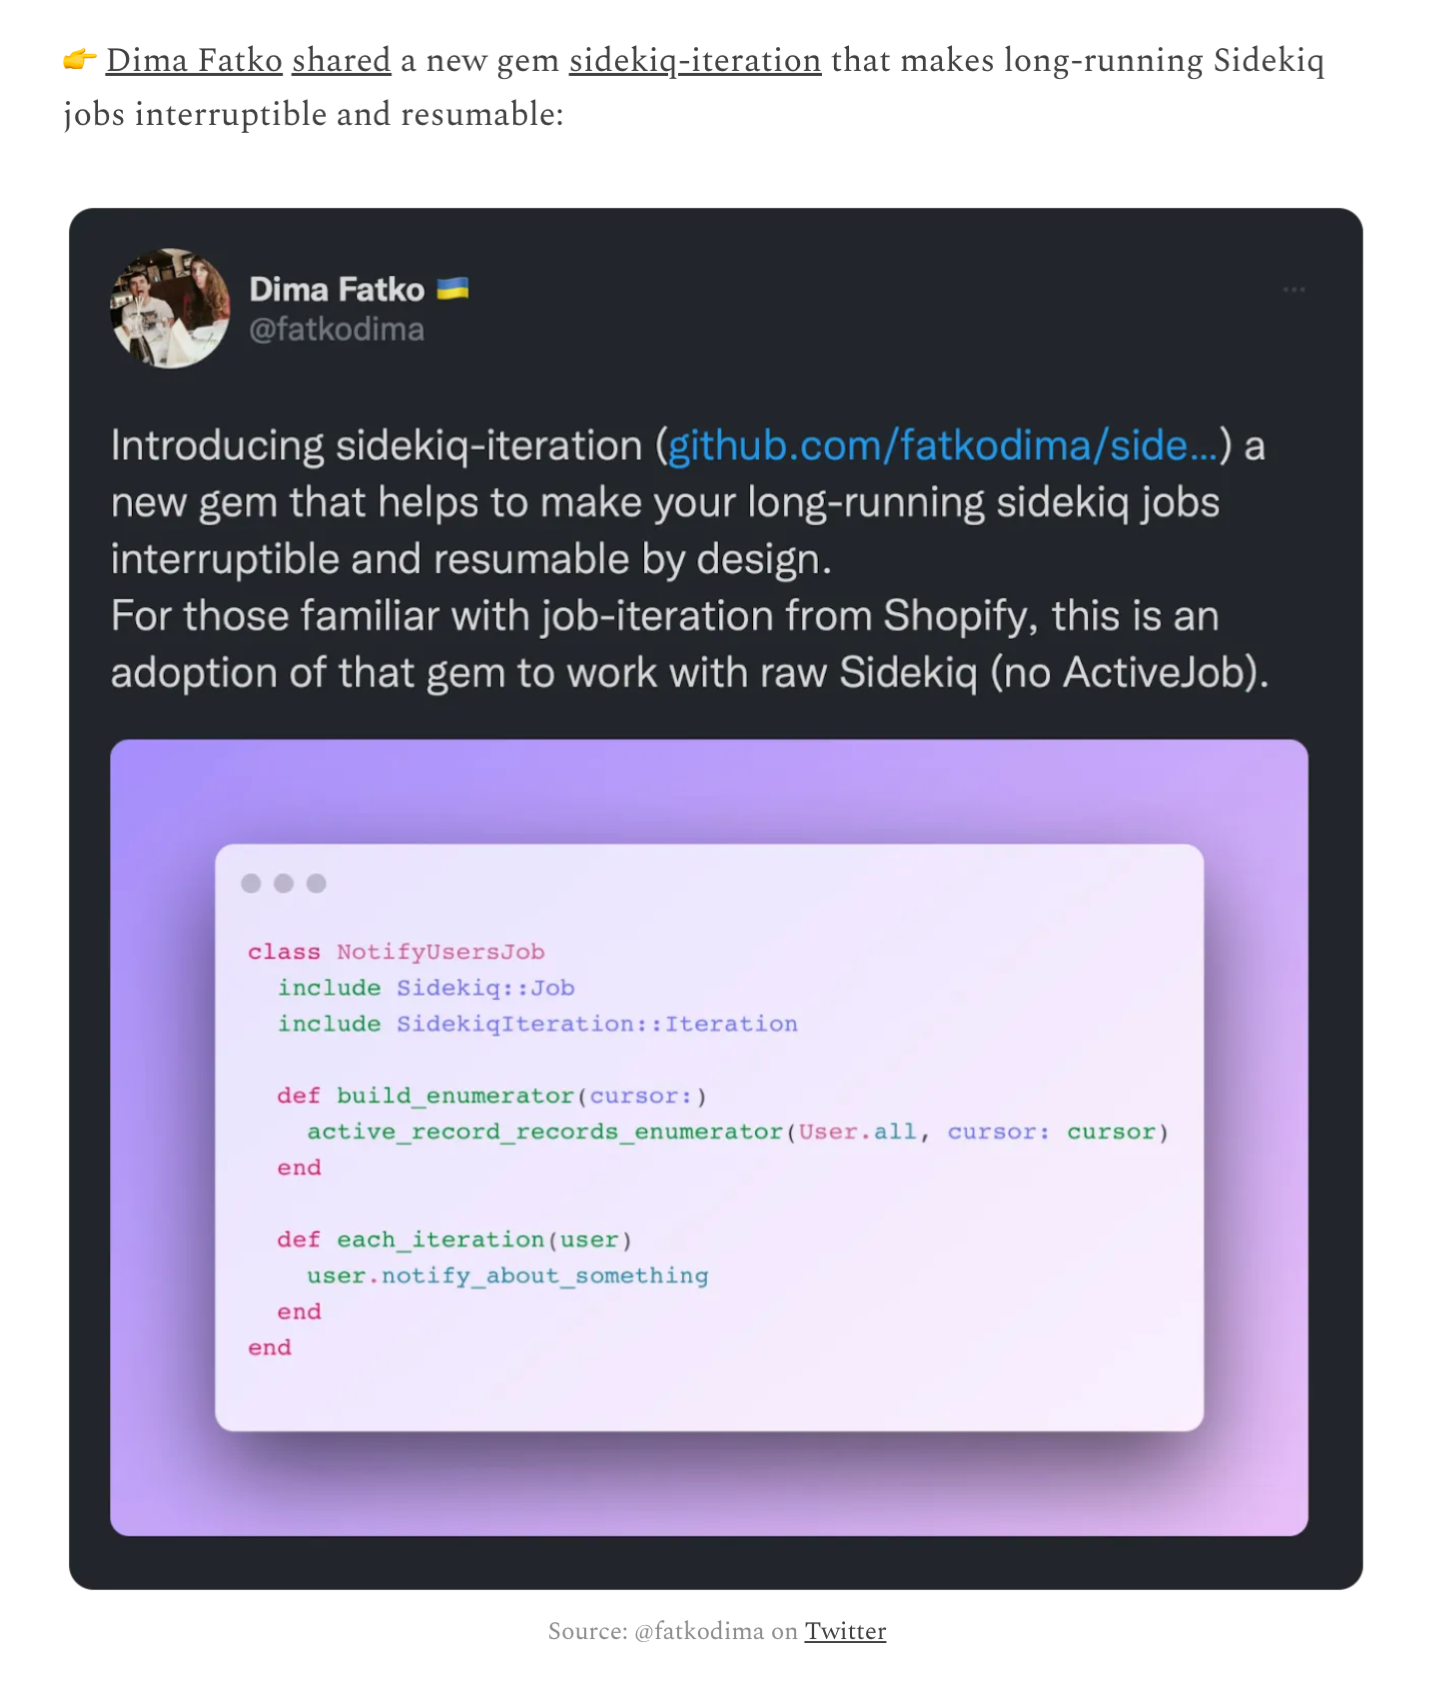 👉 Dima Fatko shared a new gem sidekiq-iteration that makes long-running Sidekiq
jobs interruptible and resumable:
Dima Fatko 🇺🇦
@fatkodima
Introducing sidekiq-iteration (github.com/fatkodima/side...) a
new gem that helps to make your long-running sidekiq jobs
interruptible and resumable by design.
For those familiar with job-iteration from Shopify, this is an
adoption of that gem to work with raw Sidekiq (no ActiveJob).
class NotifyUsersJob
  include Sidekiq::Job
  include SidekiqIteration::Iteration
  def build_enumerator(cursor:)
    active_record_records_enumerator(User.all, cursor: cursor)
  end
  def each_iteration(user)
    user.notify_about_something
  end
end
Source: @fatkodima on Twitter